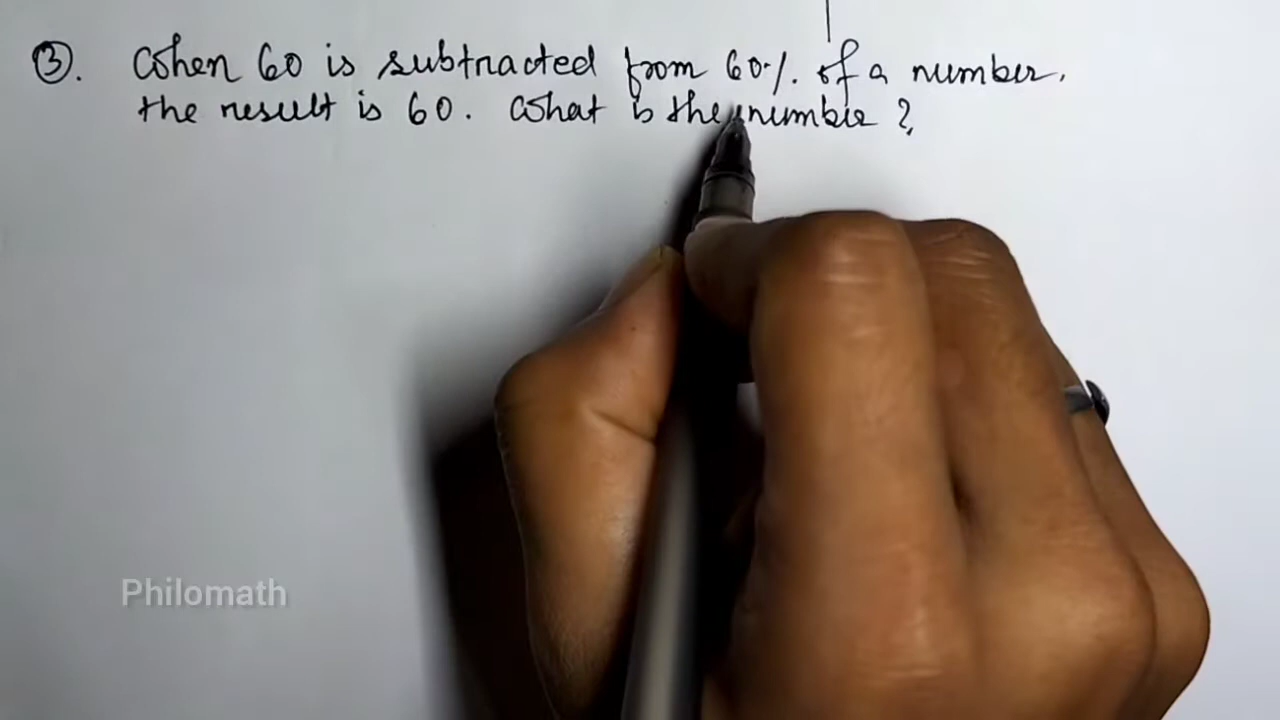 3. When 60 is subtracted from 60% of a number,
the result is 60. What is the number?
Philomath